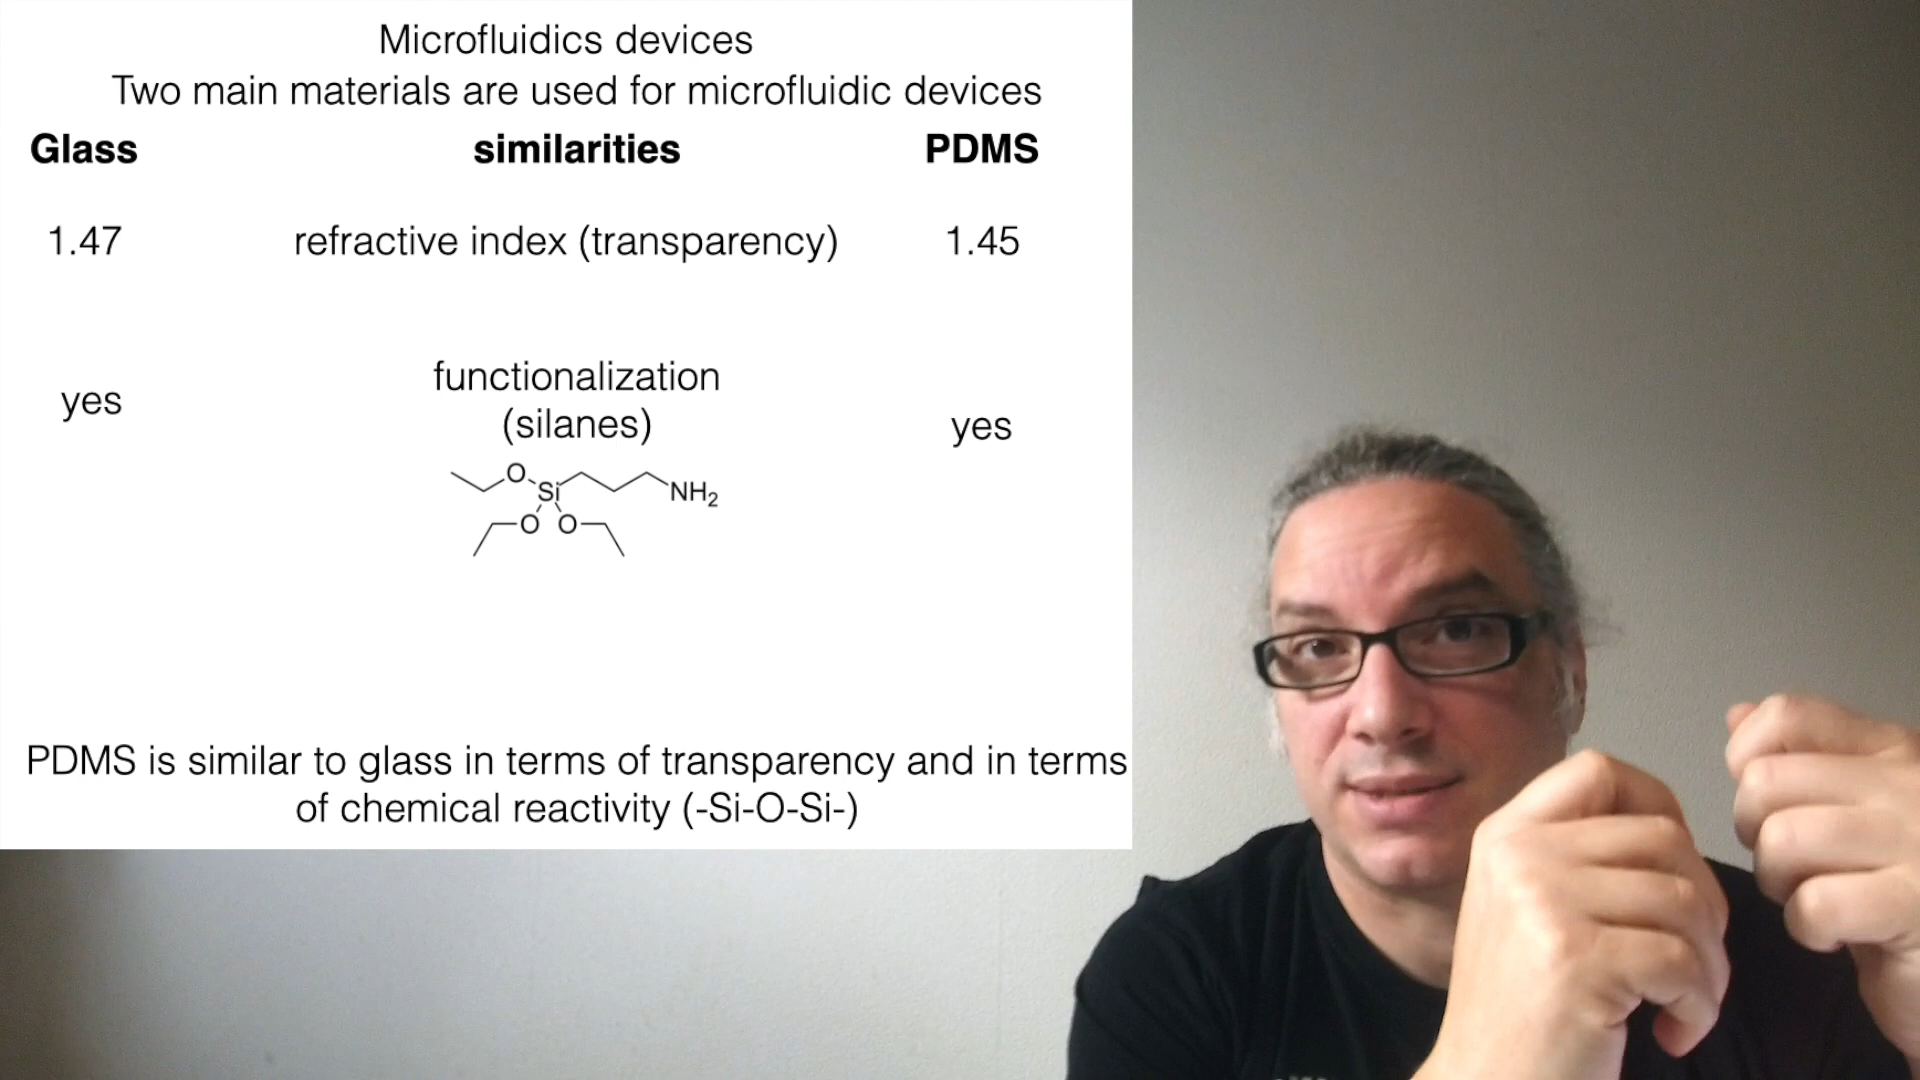 Microfluidics devices
Two main materials are used for microfluidic devices
Glass similarities PDMS
1.47 refractive index (transparency) 1.45
functionalization
yes (silanes) yes
O
Si NH2
O O
PDMS is similar to glass in terms of transparency and in terms
of chemical reactivity (-Si-O-Si-)